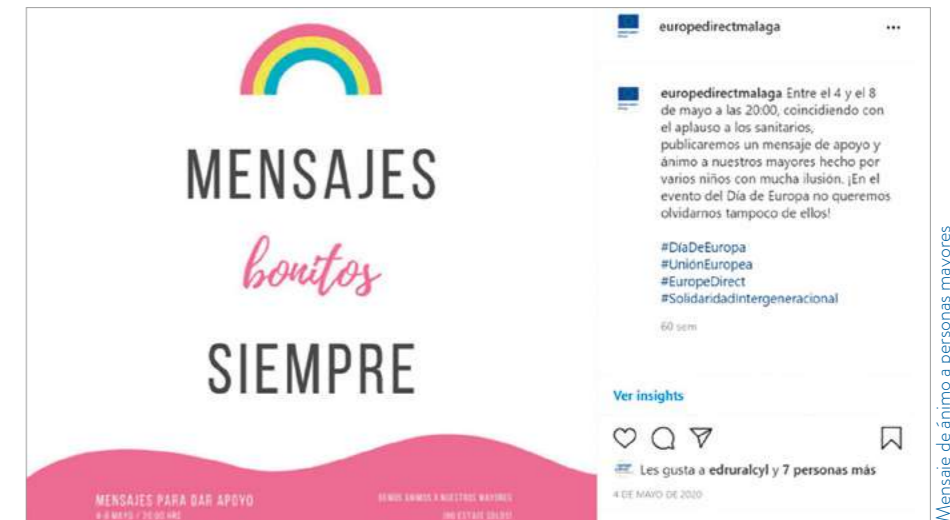 MENSAJES
bonitos
SIEMPRE
MENSAJES PARA DAR APOYO
4-8 MAYO / 20:00 HRS
DEMOS ANIMOS A NUESTROS MAYORES
¡NO ESTÁIS SOLOS!
europedirectmalaga
europedirectmalaga Entre el 4 y el 8
de mayo a las 20:00, coincidiendo con
el aplauso a los sanitarios,
publicaremos un mensaje de apoyo y
ánimo a nuestros mayores hecho por
varios niños con mucha ilusión. ¡En el
evento del Día de Europa no queremos
olvidarnos tampoco de ellos!
#DíaDeEuropa
#UniónEuropea
#EuropeDirect
#SolidaridadIntergeneracional
60 sem
Ver insights
Les gusta a edruralcyl y 7 personas más
4 DE MAYO DE 2020
Mensaje de ánimo a personas mayores